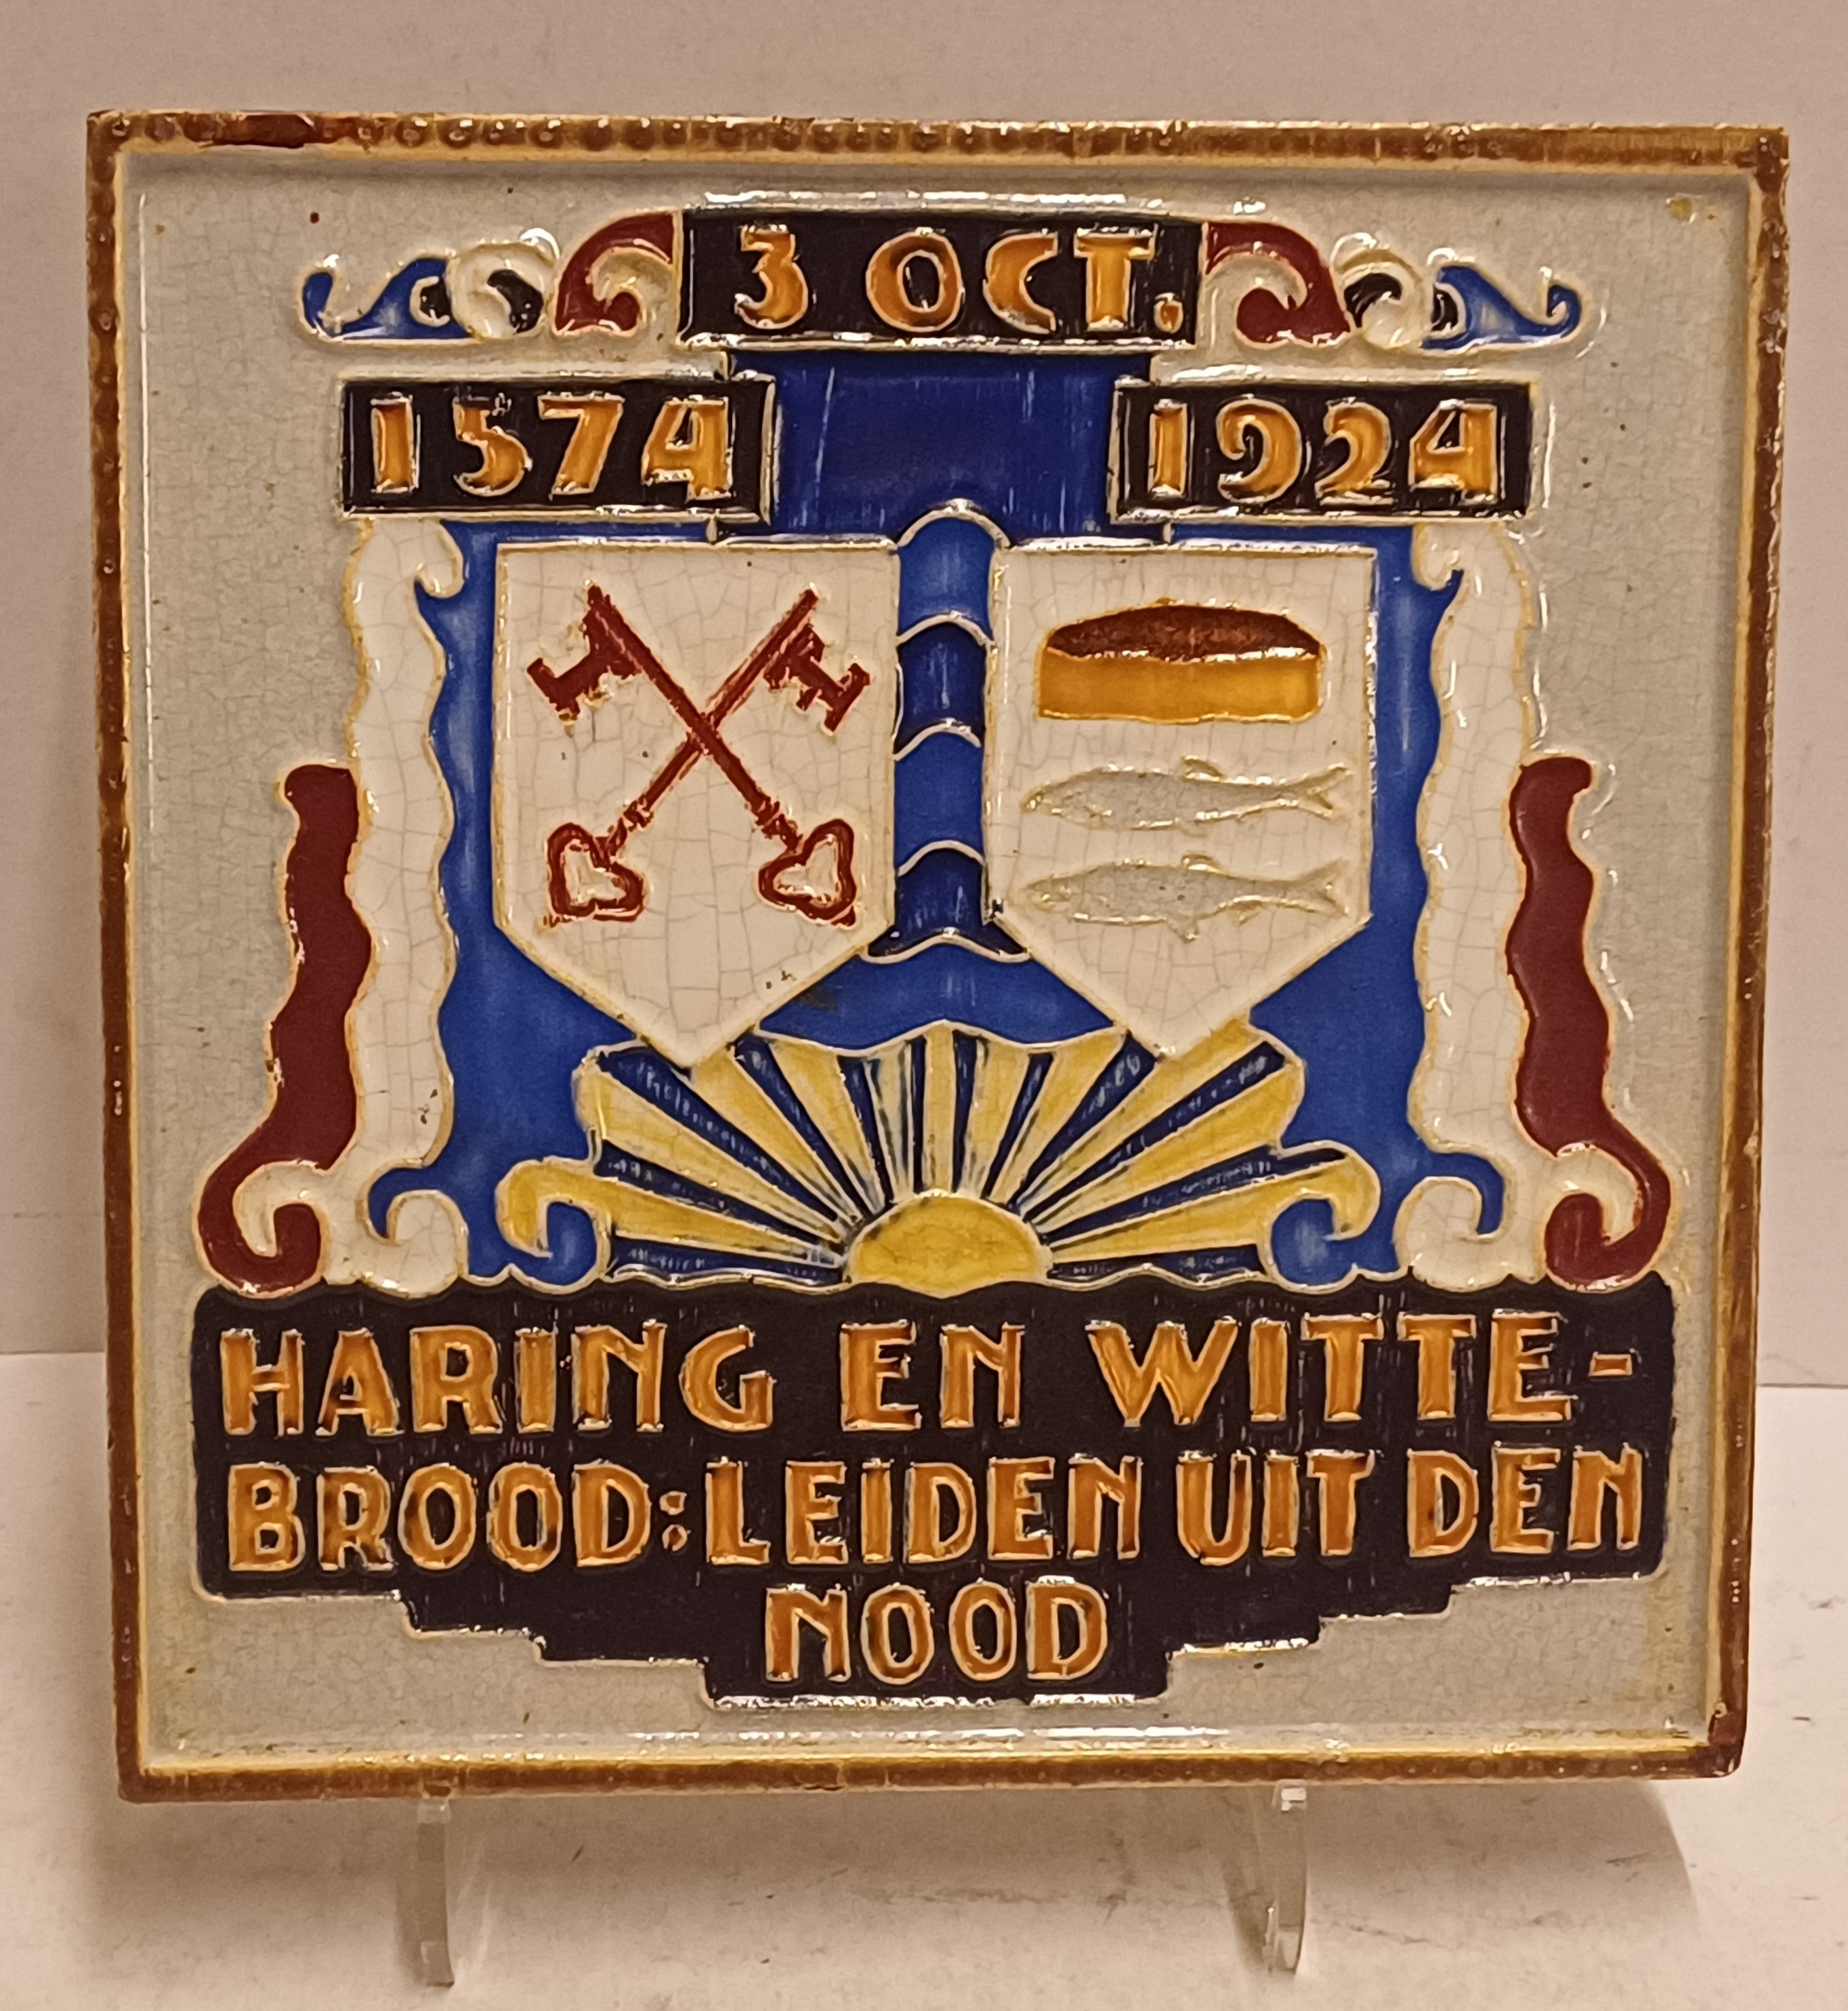 3 OCT.
1574 1924
HARING EN WITTE-
BROOD: LEIDEN UIT DEN
NOOD